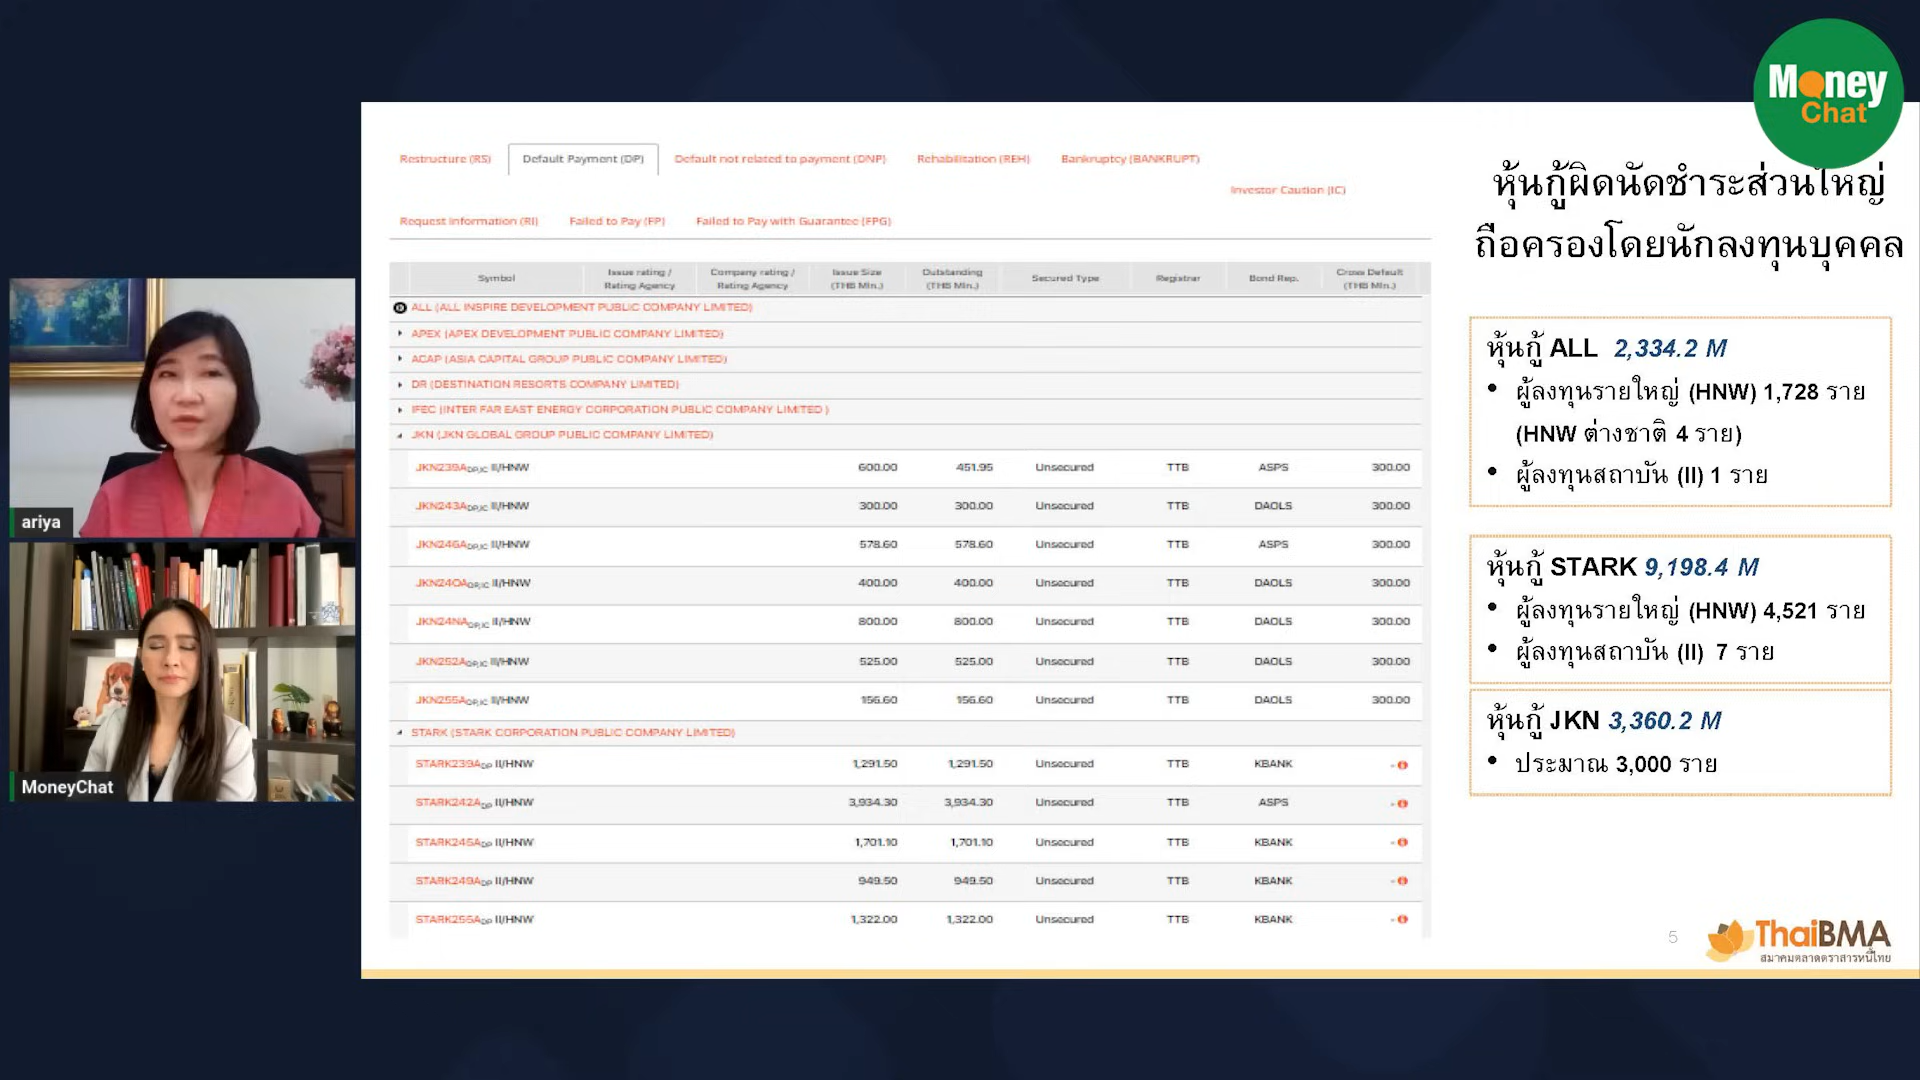 Money
Chat
Restructure (RS)
Default Payment (DP)
Default not related to payment (DNP)
Rehabilitation (REH)
Bankruptcy (BANKRUPT)
Investor Caution (IC)
Request Information (RI)
Failed to Pay (FP)
Failed to Pay with Guarantee (FPG)
Symbol
Issue rating / Rating Agency
Company rating / Rating Agency
Issue Size (THB Mln.)
Outstanding (THB Mln.)
Secured Type
Registrar
Bond Rep.
Cross Default (THB Mln.)
ALL (ALL INSPIRE DEVELOPMENT PUBLIC COMPANY LIMITED)
APEX (APEX DEVELOPMENT PUBLIC COMPANY LIMITED)
ACAP (ASIA CAPITAL GROUP PUBLIC COMPANY LIMITED)
DR (DESTINATION RESORTS COMPANY LIMITED)
IFEC (INTER FAR EAST ENERGY CORPORATION PUBLIC COMPANY LIMITED )
JKN (JKN GLOBAL GROUP PUBLIC COMPANY LIMITED)
JKN239A DP,IC II/HNW 600.00 451.95 Unsecured TTB ASPS 300.00
JKN243A DP,IC II/HNW 300.00 300.00 Unsecured TTB DAOLS 300.00
JKN246A DP,IC II/HNW 578.60 578.60 Unsecured TTB ASPS 300.00
JKN24OA DP,IC II/HNW 400.00 400.00 Unsecured TTB DAOLS 300.00
JKN24NA DP,IC II/HNW 800.00 800.00 Unsecured TTB DAOLS 300.00
JKN252A DP,IC II/HNW 525.00 525.00 Unsecured TTB DAOLS 300.00
JKN255A DP,IC II/HNW 156.60 156.60 Unsecured TTB DAOLS 300.00
STARK (STARK CORPORATION PUBLIC COMPANY LIMITED)
STARK239A DP II/HNW 1,291.50 1,291.50 Unsecured TTB KBANK -
STARK242A DP II/HNW 3,934.30 3,934.30 Unsecured TTB ASPS -
STARK245A DP II/HNW 1,701.10 1,701.10 Unsecured TTB KBANK -
STARK249A DP II/HNW 949.50 949.50 Unsecured TTB KBANK -
STARK255A DP II/HNW 1,322.00 1,322.00 Unsecured TTB KBANK -
หุ้นกู้ผิดนัดชำระส่วนใหญ่
ถือครองโดยนักลงทุนบุคคล
หุ้นกู้ ALL 2,334.2 M
• ผู้ลงทุนรายใหญ่ (HNW) 1,728 ราย
(HNW ต่างชาติ 4 ราย)
• ผู้ลงทุนสถาบัน (II) 1 ราย
หุ้นกู้ STARK 9,198.4 M
• ผู้ลงทุนรายใหญ่ (HNW) 4,521 ราย
• ผู้ลงทุนสถาบัน (II) 7 ราย
หุ้นกู้ JKN 3,360.2 M
• ประมาณ 3,000 ราย
5
ThaiBMA
สมาคมตลาดตราสารหนี้ไทย
ariya
MoneyChat